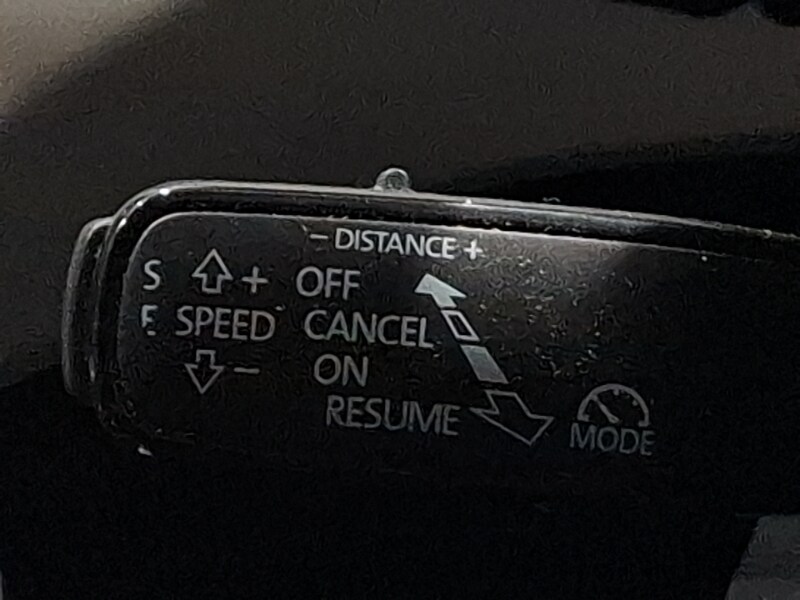 - DISTANCE +
S + OFF
SPEED CANCEL
- ON
RESUME
MODE